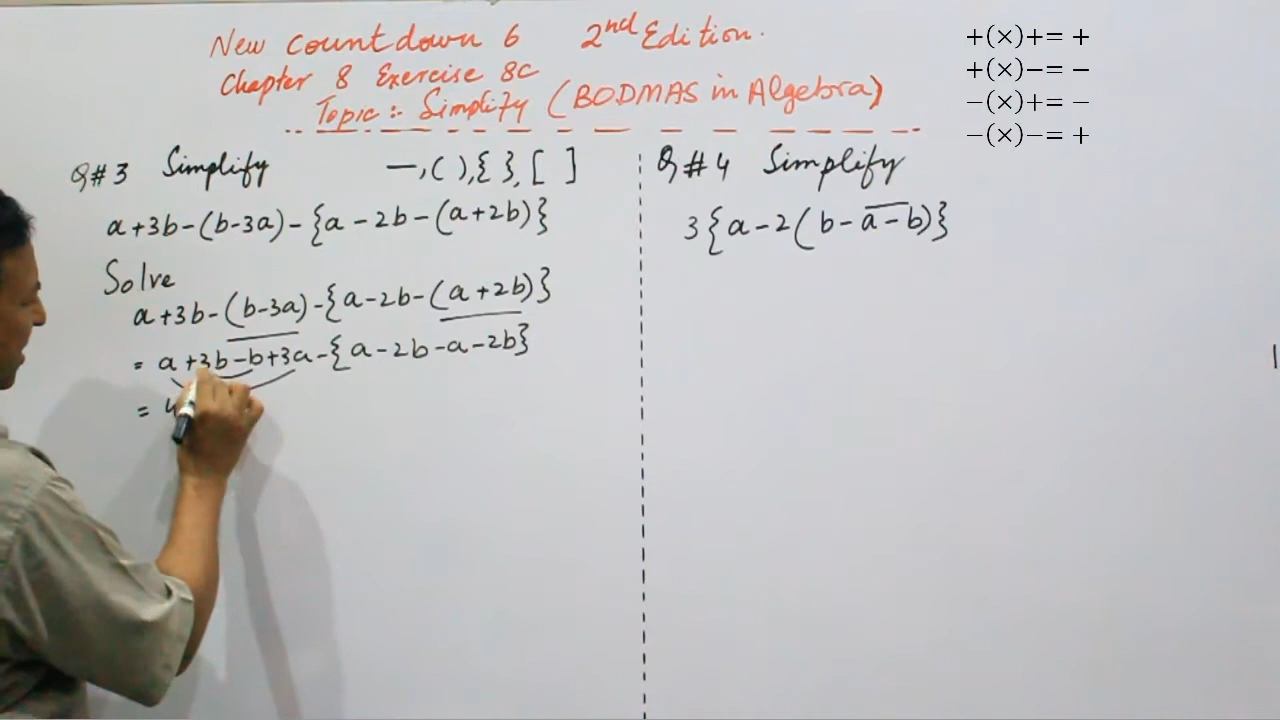 New Countdown 6 2nd Edition.
Chapter 8 Exercise 8C
Topic :- Simplify (BODMAS in Algebra)
+(×)+= +
+(×)−= −
−(×)+= −
−(×)−= +
Q#3 Simplify —, ( ), { }, [ ]
a+3b-(b-3a)-{a-2b-(a+2b)}
Solve
a+3b-(b-3a)-{a-2b-(a+2b)}
= a+3b-b+3a-{a-2b-a-2b}
= 4
Q#4 Simplify
3{a-2(b-a̅ ̅-̅ ̅b)}